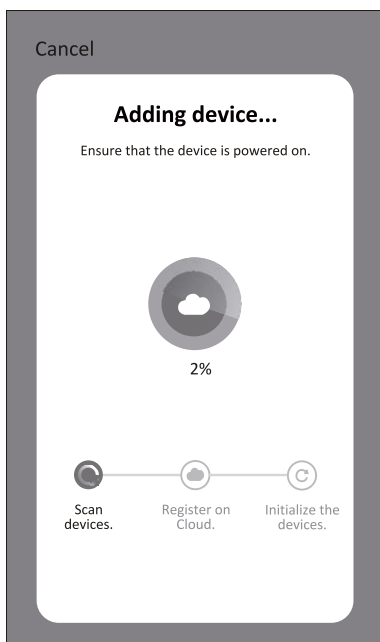 Cancel
Adding device...
Ensure that the device is powered on.
2%
Scan
devices.
Register on
Cloud.
Initialize the
devices.